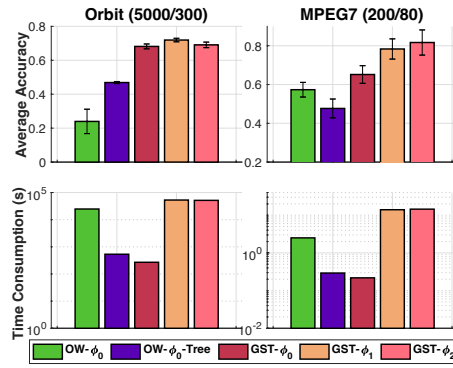 Orbit (5000/300)
MPEG7 (200/80)
Average Accuracy
0.8
0.6
0.4
0.2
0
0.8
0.6
0.4
0.2
Time Consumption (s)
10^5
10^0
10^0
10^-2
OW-ϕ0
OW-ϕ0-Tree
GST-ϕ0
GST-ϕ1
GST-ϕ2